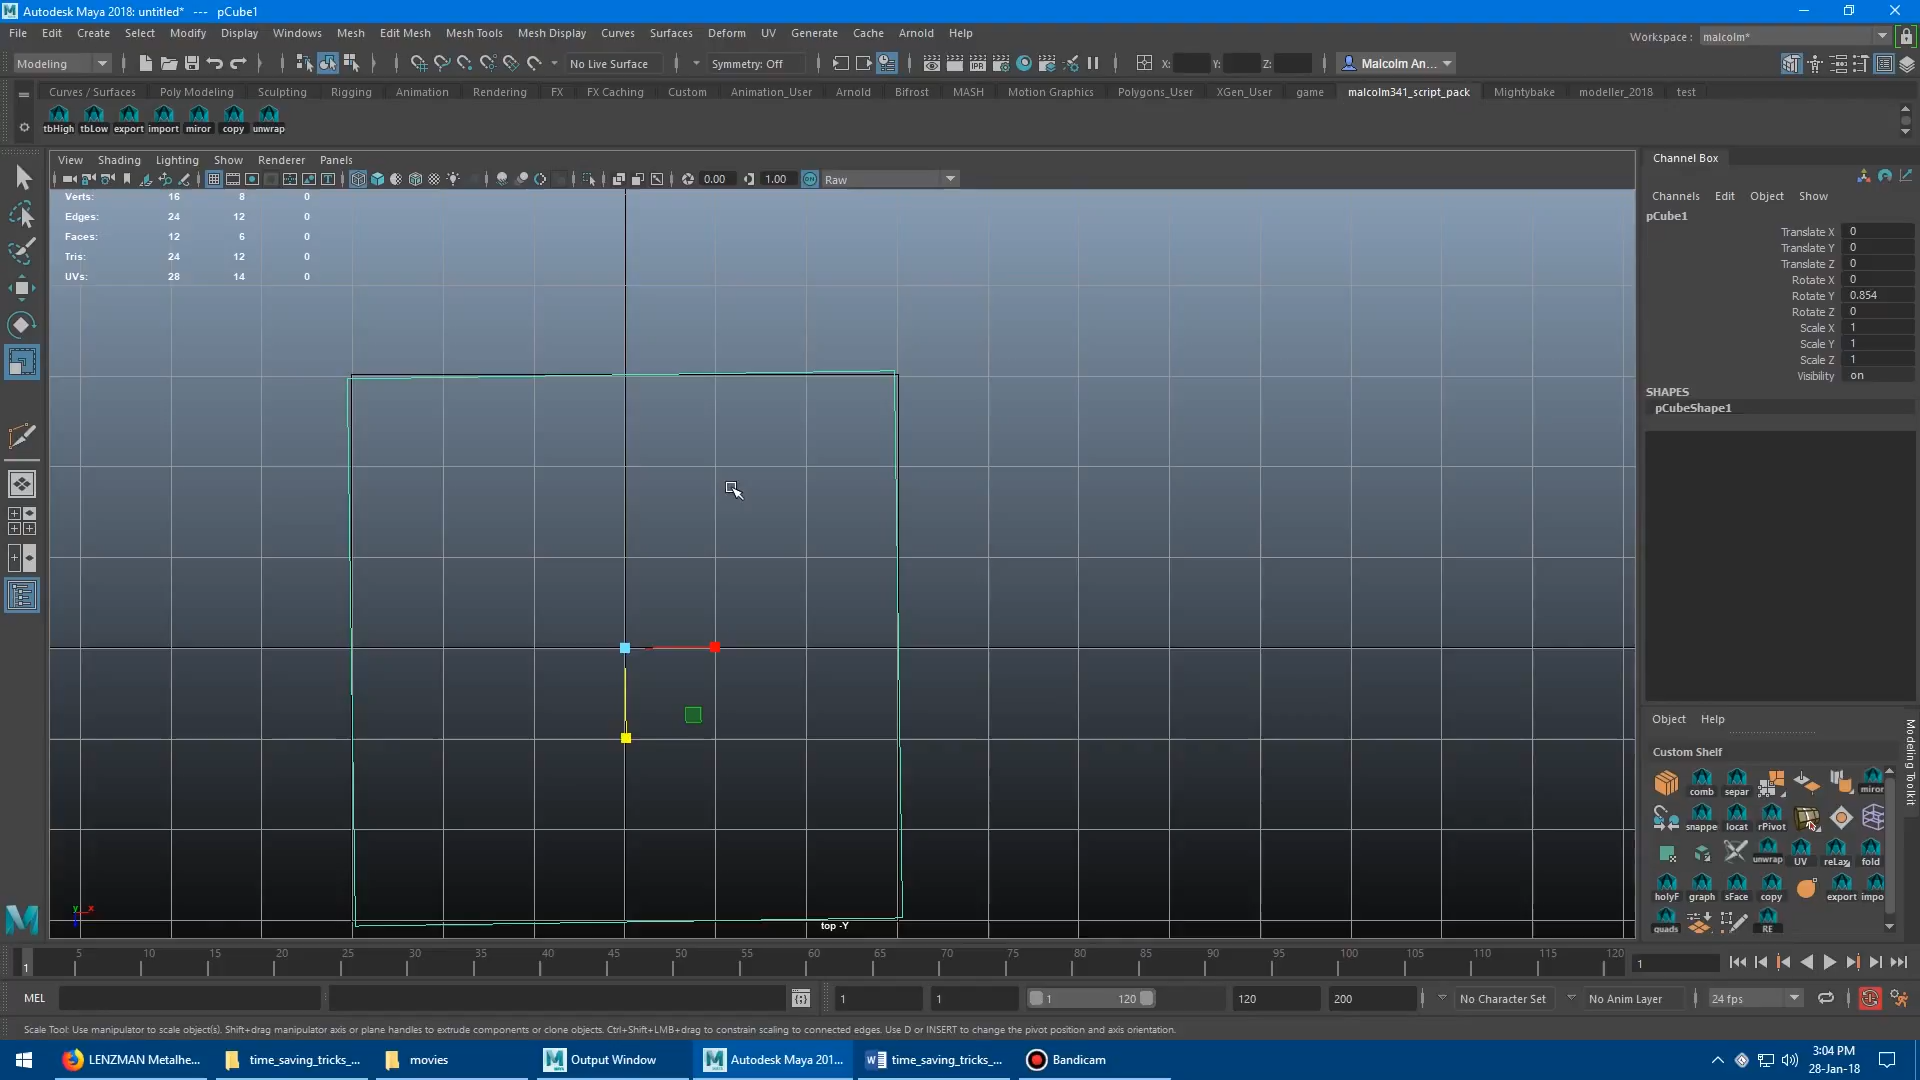 Autodesk Maya 2018: untitled* --- pCube1
File Edit Create Select Modify Display Windows Mesh Edit Mesh Mesh Tools Mesh Display Curves Surfaces Deform UV Generate Cache Arnold Help
Workspace : malcolm*
Modeling No Live Surface Symmetry: Off X: Y: Z: Malcolm An...
Curves / Surfaces Poly Modeling Sculpting Rigging Animation Rendering FX FX Caching Custom Animation_User Arnold Bifrost MASH Motion Graphics Polygons_User XGen_User game malcolm341_script_pack Mightybake modeller_2018 test
tbHigh tbLow export import miror copy unwrap
View Shading Lighting Show Renderer Panels
0.00 1.00 Raw
Verts: 16 8 0
Edges: 24 12 0
Faces: 12 6 0
Tris: 24 12 0
UVs: 28 14 0
top -Y
y x
Channel Box
Channels Edit Object Show
pCube1
Translate X 0
Translate Y 0
Translate Z 0
Rotate X 0
Rotate Y 0.854
Rotate Z 0
Scale X 1
Scale Y 1
Scale Z 1
Visibility on
SHAPES
pCubeShape1
Object Help
Modeling Toolkit
Custom Shelf
comb separ miror
snappe locat rPivot
unwrap UV relax fold
holyF graph sFace copy export impo
quads RE
5 10 15 20 25 30 35 40 45 50 55 60 65 70 75 80 85 90 95 100 105 110 115 120
1 1
MEL 1 1 1 120 120 200 No Character Set No Anim Layer 24 fps
Scale Tool: Use manipulator to scale object(s). Shift+drag manipulator axis or plane handles to extrude components or clone objects. Ctrl+Shift+LMB+drag to constrain scaling to connected edges. Use D or INSERT to change the pivot position and axis orientation.
LENZMAN Metalhe... time_saving_tricks_... movies Output Window Autodesk Maya 201... time_saving_tricks_... Bandicam
3:04 PM
28-Jan-18